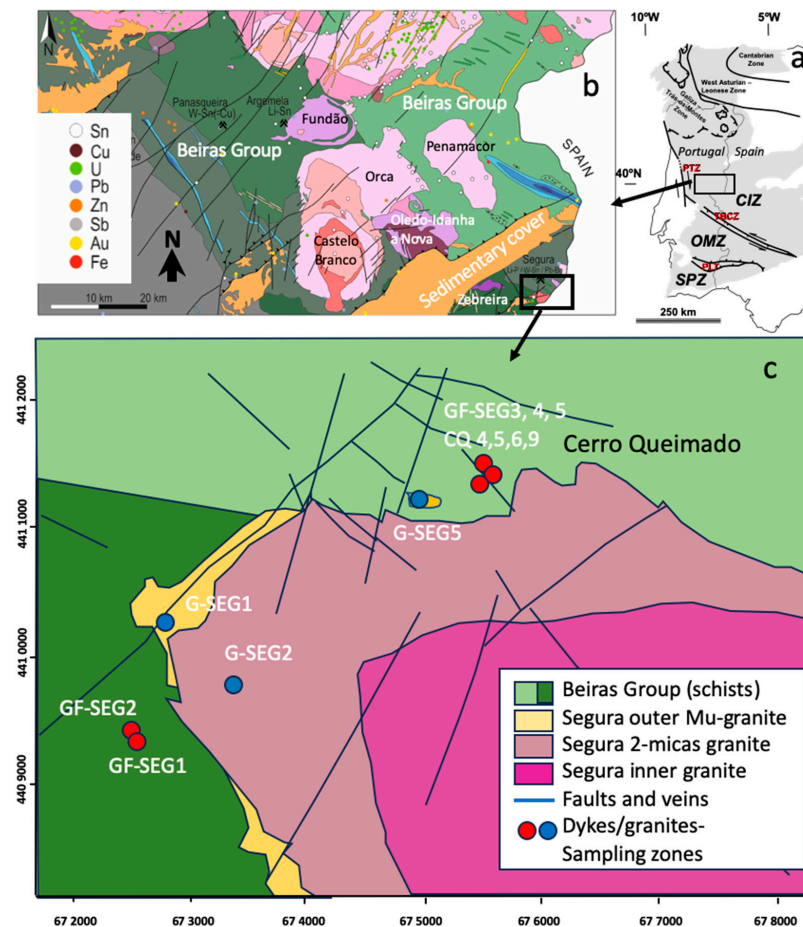 10°W
5°W
a
Cantabrian
Zone
West Asturian -
Leonese Zone
Galiza -
Trás-os-Montes
Zone
Portugal
Spain
PTZ
40°N
CIZ
TBCZ
OMZ
SPZ
250 km
N
b
Panasqueira
W-Sn(=Cu)
Argemela
Li-Sn
Fundão
Beiras Group
Beiras Group
Penamacor
SPAIN
Orca
Oledo-Idanha
a Nova
Castelo
Branco
Sedimentary cover
Segura
Zebreira
Sn
Cu
U
Pb
Zn
Sb
Au
Fe
N
10 km
20 km
c
441 2000
441 1000
441 0000
440 9000
GF-SEG3, 4, 5
CQ 4,5,6,9
Cerro Queimado
G-SEG5
G-SEG1
G-SEG2
GF-SEG2
GF-SEG1
Beiras Group (schists)
Segura outer Mu-granite
Segura 2-micas granite
Segura inner granite
Faults and veins
Dykes/granites-
Sampling zones
67 2000
67 3000
67 4000
67 5000
67 6000
67 7000
67 8000